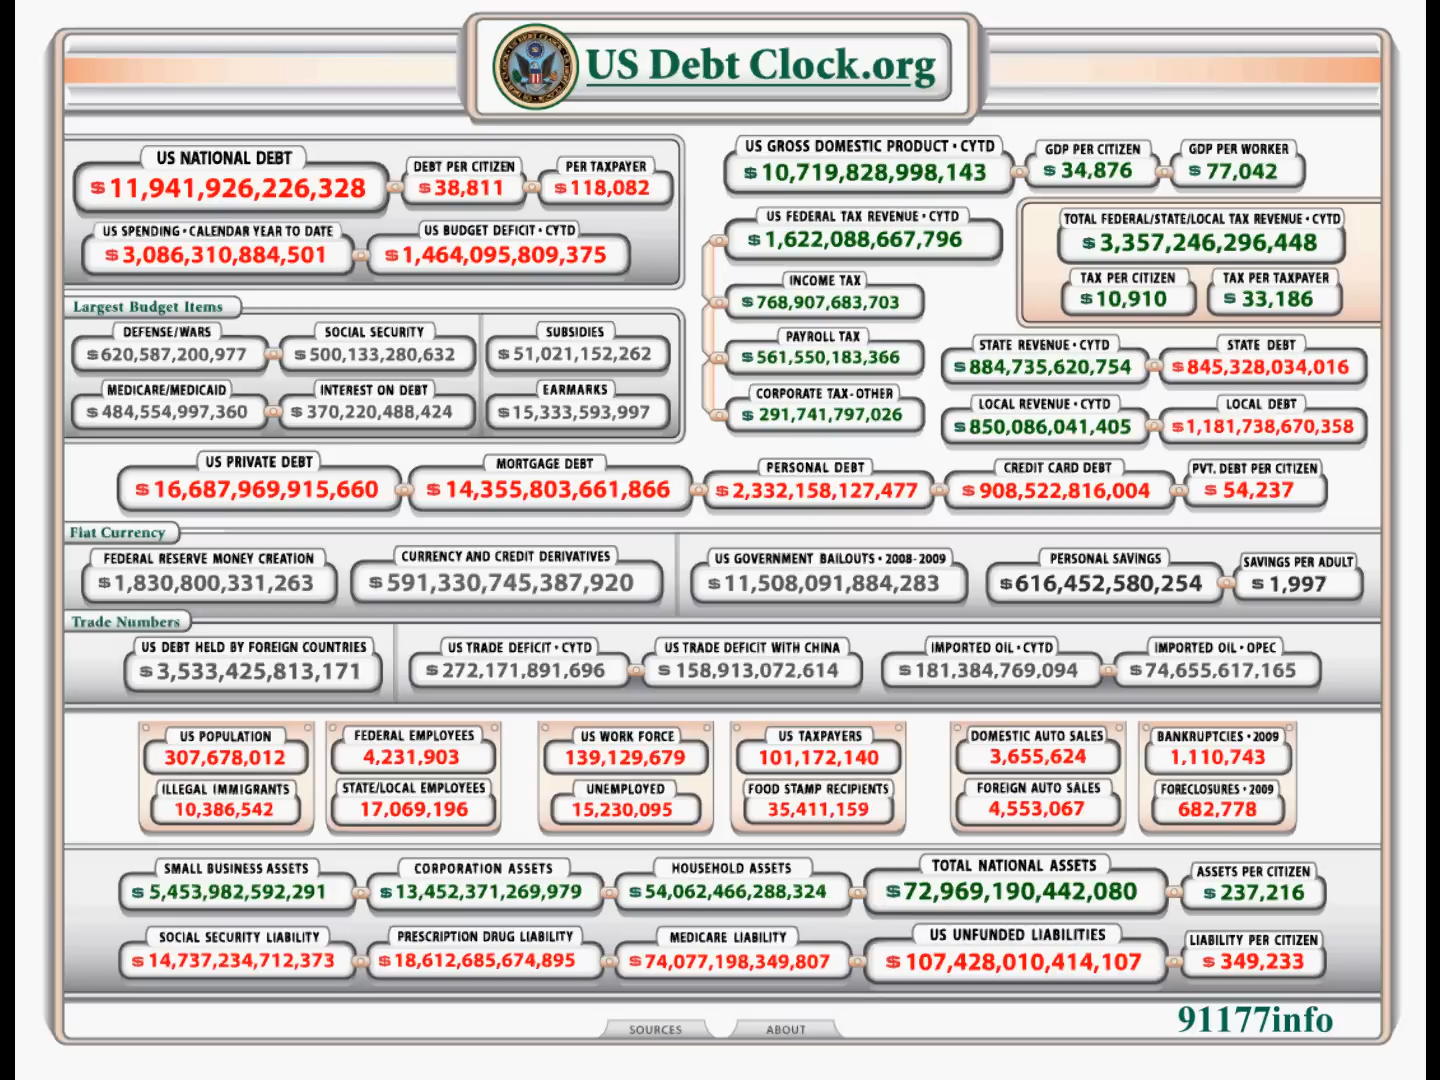 US Debt Clock.org
US NATIONAL DEBT
$11,941,926,226,328
DEBT PER CITIZEN
$38,811
PER TAXPAYER
$118,082
US SPENDING • CALENDAR YEAR TO DATE
$3,086,310,884,501
US BUDGET DEFICIT • CYTD
$1,464,095,809,375
US GROSS DOMESTIC PRODUCT • CYTD
$10,719,828,998,143
GDP PER CITIZEN
$34,876
GDP PER WORKER
$77,042
US FEDERAL TAX REVENUE • CYTD
$1,622,088,667,796
TOTAL FEDERAL/STATE/LOCAL TAX REVENUE • CYTD
$3,357,246,296,448
TAX PER CITIZEN
$10,910
TAX PER TAXPAYER
$33,186
INCOME TAX
$768,907,683,703
PAYROLL TAX
$561,550,183,366
CORPORATE TAX-OTHER
$291,741,797,026
STATE REVENUE • CYTD
$884,735,620,754
STATE DEBT
$845,328,034,016
LOCAL REVENUE • CYTD
$850,086,041,405
LOCAL DEBT
$1,181,738,670,358
Largest Budget Items
DEFENSE/WARS
$620,587,200,977
SOCIAL SECURITY
$500,133,280,632
SUBSIDIES
$51,021,152,262
MEDICARE/MEDICAID
$484,554,997,360
INTEREST ON DEBT
$370,220,488,424
EARMARKS
$15,333,593,997
US PRIVATE DEBT
$16,687,969,915,660
MORTGAGE DEBT
$14,355,803,661,866
PERSONAL DEBT
$2,332,158,127,477
CREDIT CARD DEBT
$908,522,816,004
PVT. DEBT PER CITIZEN
$54,237
Fiat Currency
FEDERAL RESERVE MONEY CREATION
$1,830,800,331,263
CURRENCY AND CREDIT DERIVATIVES
$591,330,745,387,920
US GOVERNMENT BAILOUTS • 2008-2009
$11,508,091,884,283
PERSONAL SAVINGS
$616,452,580,254
SAVINGS PER ADULT
$1,997
Trade Numbers
US DEBT HELD BY FOREIGN COUNTRIES
$3,533,425,813,171
US TRADE DEFICIT • CYTD
$272,171,891,696
US TRADE DEFICIT WITH CHINA
$158,913,072,614
IMPORTED OIL • CYTD
$181,384,769,094
IMPORTED OIL • OPEC
$74,655,617,165
US POPULATION
307,678,012
FEDERAL EMPLOYEES
4,231,903
US WORK FORCE
139,129,679
US TAXPAYERS
101,172,140
DOMESTIC AUTO SALES
3,655,624
BANKRUPTCIES • 2009
1,110,743
ILLEGAL IMMIGRANTS
10,386,542
STATE/LOCAL EMPLOYEES
17,069,196
UNEMPLOYED
15,230,095
FOOD STAMP RECIPIENTS
35,411,159
FOREIGN AUTO SALES
4,553,067
FORECLOSURES • 2009
682,778
SMALL BUSINESS ASSETS
$5,453,982,592,291
CORPORATION ASSETS
$13,452,371,269,979
HOUSEHOLD ASSETS
$54,062,466,288,324
TOTAL NATIONAL ASSETS
$72,969,190,442,080
ASSETS PER CITIZEN
$237,216
SOCIAL SECURITY LIABILITY
$14,737,234,712,373
PRESCRIPTION DRUG LIABILITY
$18,612,685,674,895
MEDICARE LIABILITY
$74,077,198,349,807
US UNFUNDED LIABILITIES
$107,428,010,414,107
LIABILITY PER CITIZEN
$349,233
SOURCES
ABOUT
91177info